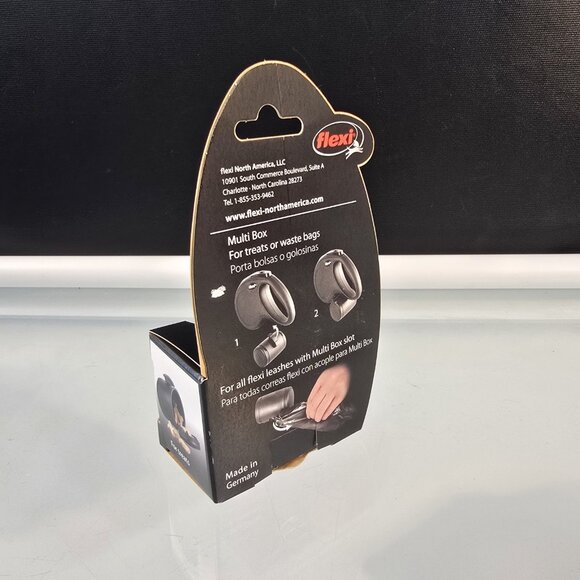 flexi
flexi North America, LLC
10901 South Commerce Boulevard, Suite A
Charlotte · North Carolina 28273
Tel. 1-855-353-9462
www.flexi-northamerica.com
Multi Box
For treats or waste bags
Porta bolsas o golosinas
1
2
For all flexi leashes with Multi Box slot
Para todas correas flexi con acople para Multi Box
Made in
Germany
For treats